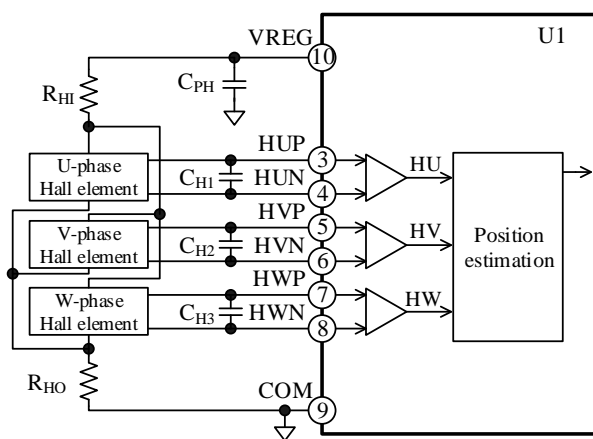 VREG
10
U1
RHI
CPH
HUP
3
HU
U-phase
Hall element
CH1
HUN
4
HVP
5
HV
V-phase
Hall element
CH2
HVN
6
Position
estimation
HWP
7
HW
W-phase
Hall element
CH3
HWN
8
RHO
COM
9